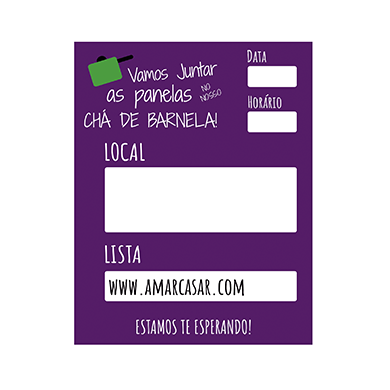 Vamos Juntar
as panelas NO NOSSO
CHÁ DE BARNELA!
Data
Horário
LOCAL
LISTA
WWW.AMARCASAR.COM
ESTAMOS TE ESPERANDO!